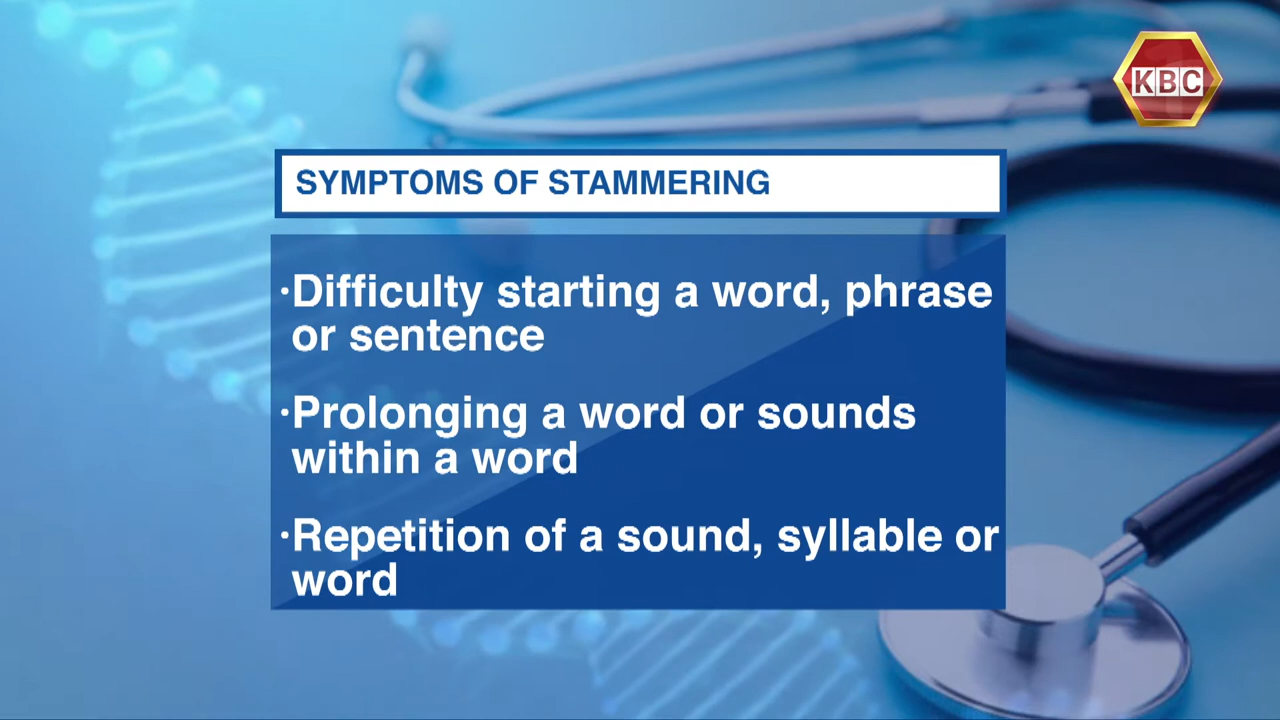 KBC
SYMPTOMS OF STAMMERING
·Difficulty starting a word, phrase
or sentence
·Prolonging a word or sounds
within a word
·Repetition of a sound, syllable or
word